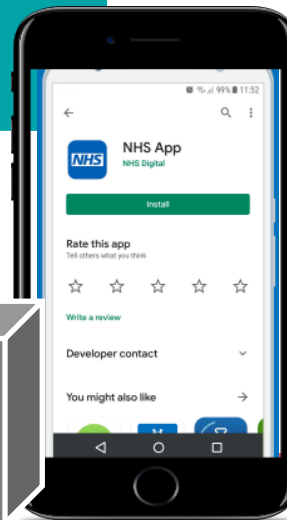 99% 11:52
NHS
NHS App
NHS Digital
Install
Rate this app
Tell others what you think
Write a review
Developer contact
You might also like